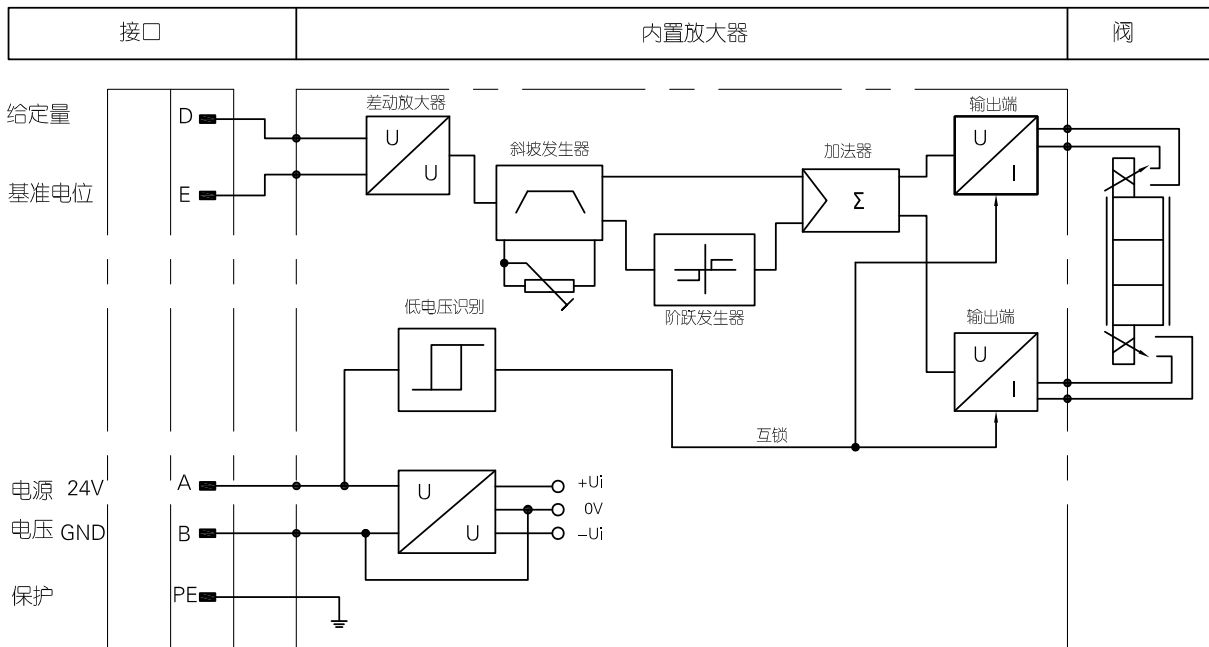 接口 内置放大器 阀
差动放大器 输出端
给定量 D U
U
斜坡发生器 加法器 U
I
基准电位 E
Σ
低电压识别 阶跃发生器 输出端
U
I
互锁
电源 24V A U +Ui
0V
电压 GND B U -Ui
保护 PE